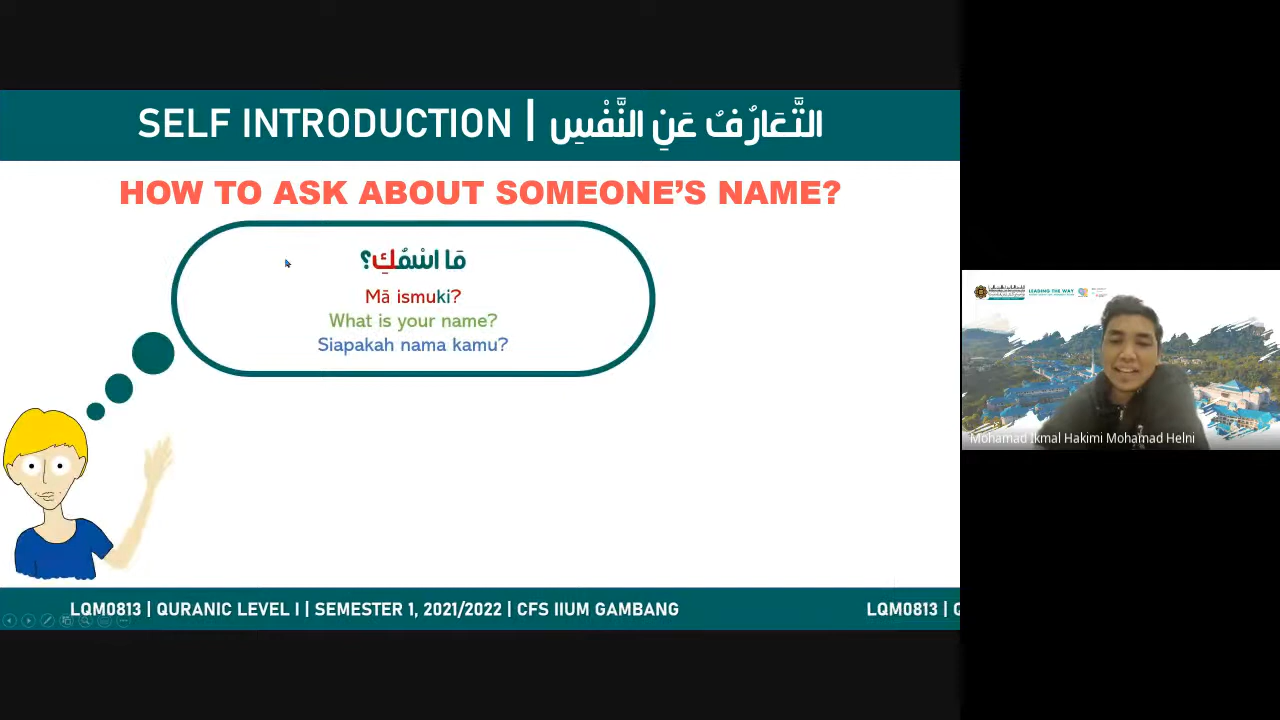 SELF INTRODUCTION | التَّعَارُفُ عَنِ النَّفْسِ
HOW TO ASK ABOUT SOMEONE'S NAME?
مَا اسْمُكِ؟
Mā ismuki?
What is your name?
Siapakah nama kamu?
LEADING THE WAY
Mohamad Ikmal Hakimi Mohamad Helni
LQM0813 | QURANIC LEVEL I | SEMESTER 1, 2021/2022 | CFS IIUM GAMBANG
LQM0813 |